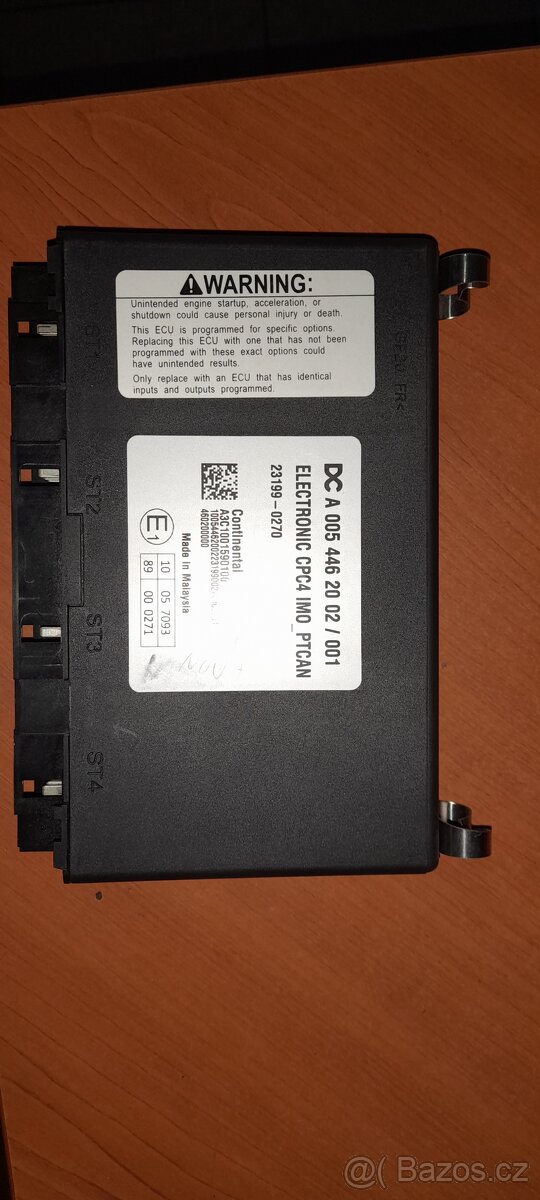 ⚠WARNING:
Unintended engine startup, acceleration, or
shutdown could cause personal injury or death.
This ECU is programmed for specific options.
Replacing this ECU with one that has not been
programmed with these exact options could
have unintended results.
Only replace with an ECU that has identical
inputs and outputs programmed.
>GF20 FR<
DC A 005 446 20 02 / 001
ELECTRONIC CPC4 IMO_PTCAN
23199-0270
Continental
460200000
Made in Malaysia
E1
10 05 7093
89 00 0271
ST2
ST3
ST4
@ Bazos.cz